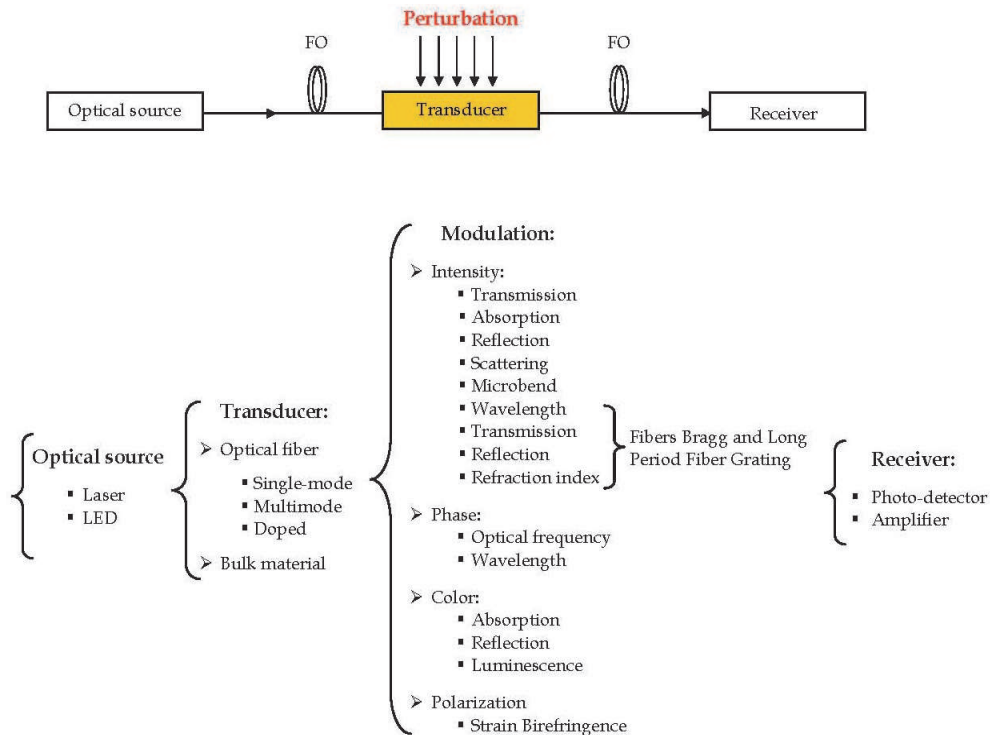 Perturbation
FO
FO
Optical source
Transducer
Receiver
Optical source
▪ Laser
▪ LED
Transducer:
➢ Optical fiber
▪ Single-mode
▪ Multimode
▪ Doped
➢ Bulk material
Modulation:
➢ Intensity:
▪ Transmission
▪ Absorption
▪ Reflection
▪ Scattering
▪ Microbend
▪ Wavelength
▪ Transmission
▪ Reflection
▪ Refraction index
Fibers Bragg and Long
Period Fiber Grating
➢ Phase:
▪ Optical frequency
▪ Wavelength
➢ Color:
▪ Absorption
▪ Reflection
▪ Luminescence
➢ Polarization
▪ Strain Birefringence
Receiver:
▪ Photo-detector
▪ Amplifier